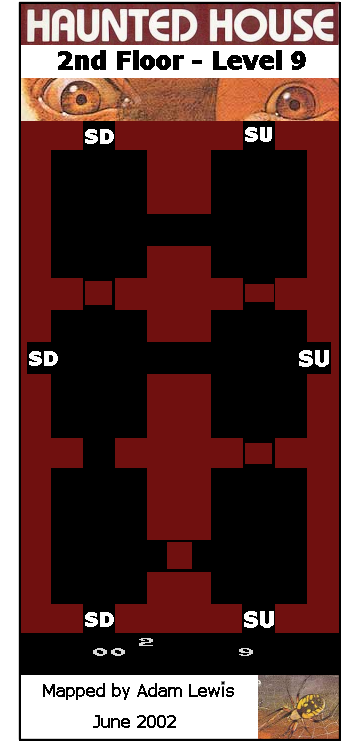 HAUNTED HOUSE
2nd Floor - Level 9
SD SU
SD SU
SD SU
00 2 9
Mapped by Adam Lewis
June 2002